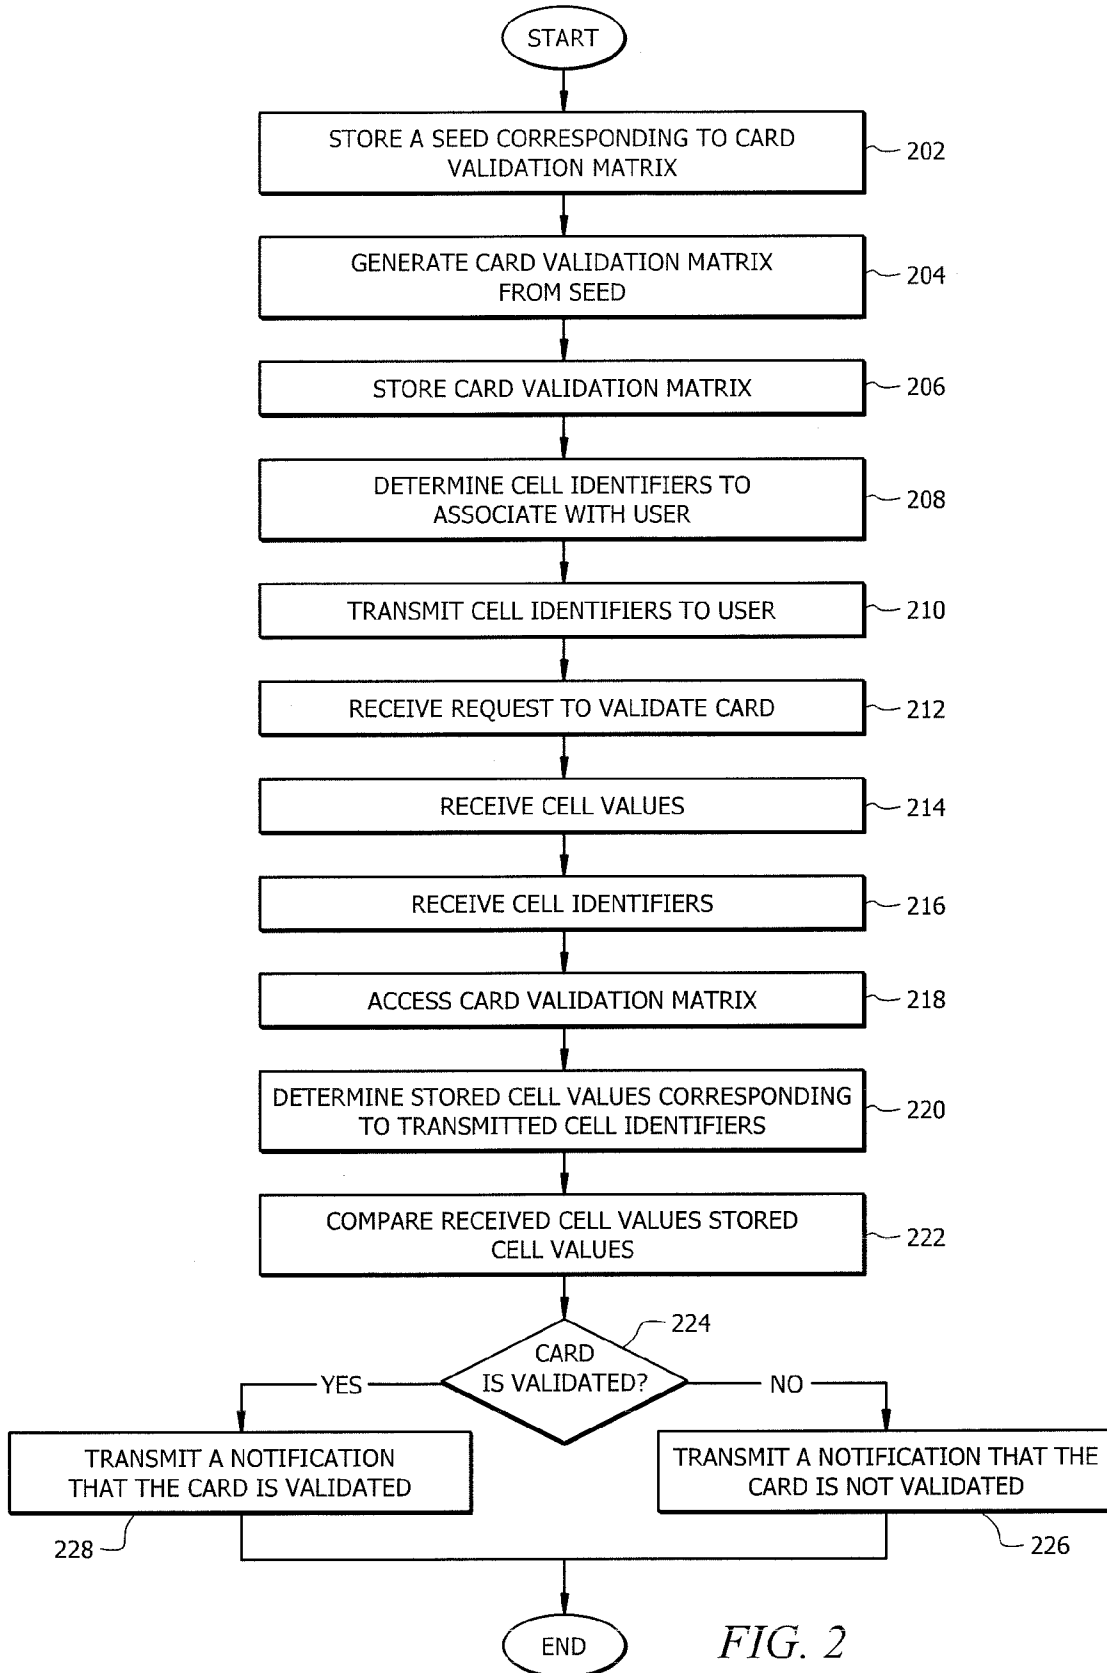 START
STORE A SEED CORRESPONDING TO CARD
VALIDATION MATRIX
202
GENERATE CARD VALIDATION MATRIX
FROM SEED
204
STORE CARD VALIDATION MATRIX
206
DETERMINE CELL IDENTIFIERS TO
ASSOCIATE WITH USER
208
TRANSMIT CELL IDENTIFIERS TO USER
210
RECEIVE REQUEST TO VALIDATE CARD
212
RECEIVE CELL VALUES
214
RECEIVE CELL IDENTIFIERS
216
ACCESS CARD VALIDATION MATRIX
218
DETERMINE STORED CELL VALUES CORRESPONDING
TO TRANSMITTED CELL IDENTIFIERS
220
COMPARE RECEIVED CELL VALUES STORED
CELL VALUES
222
224
CARD
IS VALIDATED?
YES
NO
TRANSMIT A NOTIFICATION
THAT THE CARD IS VALIDATED
228
TRANSMIT A NOTIFICATION THAT THE
CARD IS NOT VALIDATED
226
END
FIG. 2